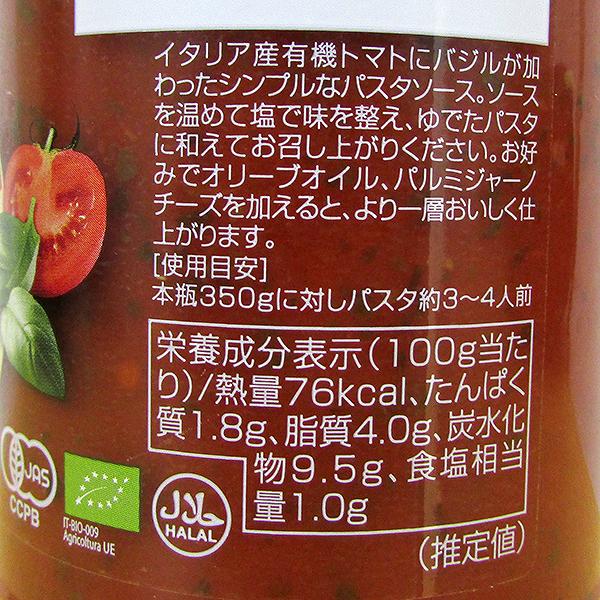 イタリア産有機トマトにバジルが加
わったシンプルなパスタソース。ソース
を温めて塩で味を整え、ゆでたパスタ
に和えてお召し上がりください。お好
みでオリーブオイル、パルミジャーノ
チーズを加えると、より一層おいしく仕
上がります。
[使用目安]
本瓶350gに対しパスタ約3〜4人前
栄養成分表示(100g当た
り)/熱量76kcal、たんぱく
質1.8g、脂質4.0g、炭水化
物9.5g、食塩相当
量1.0g
(推定値)
JAS
CCPB
IT-BIO-009
Agricoltura UE
حلال
HALAL